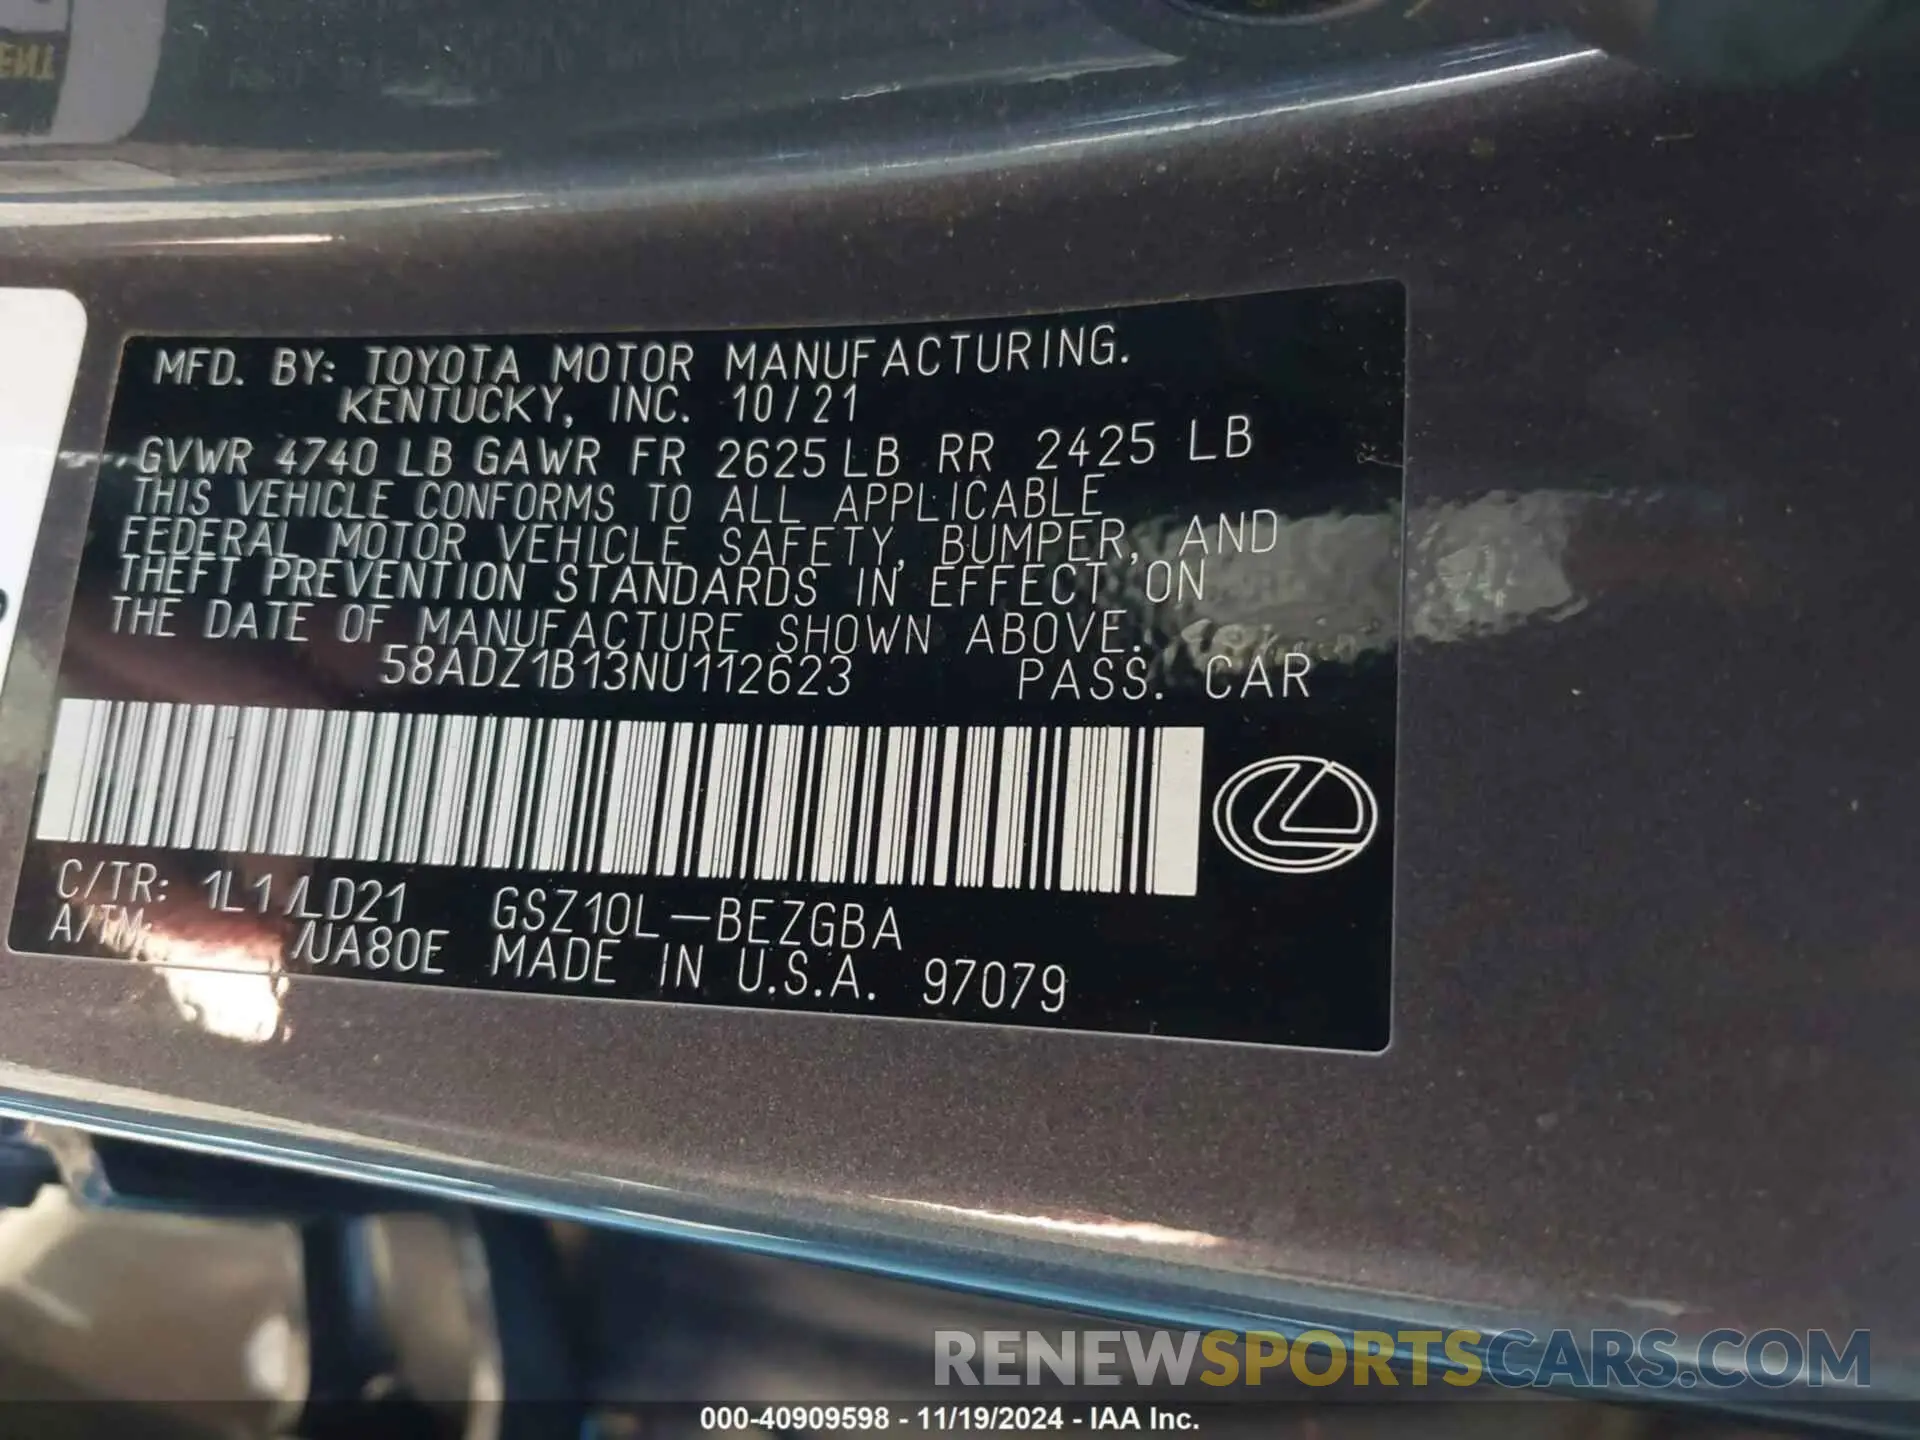 MFD. BY: TOYOTA MOTOR MANUFACTURING.
KENTUCKY, INC. 10/21
GVWR 4740 LB GAWR FR 2625 LB RR 2425 LB
THIS VEHICLE CONFORMS TO ALL APPLICABLE
FEDERAL MOTOR VEHICLE SAFETY, BUMPER, AND
THEFT PREVENTION STANDARDS IN EFFECT ON
THE DATE OF MANUFACTURE SHOWN ABOVE.
58ADZ1B13NU112623 PASS. CAR
C/TR: 1L1/LD21 GSZ10L-BEZGBA
A/TM: /UA80E MADE IN U.S.A. 97079
RENEWSPORTSCARS.COM
000-40909598 - 11/19/2024 - IAA Inc.